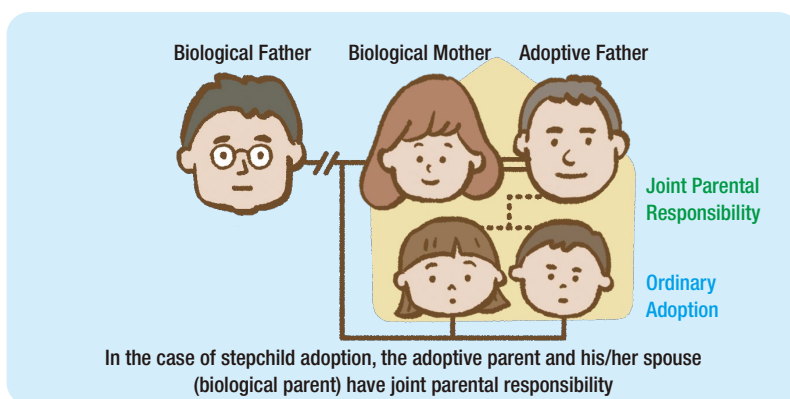 Biological Father
Biological Mother
Adoptive Father
Joint Parental
Responsibility
Ordinary
Adoption
In the case of stepchild adoption, the adoptive parent and his/her spouse
(biological parent) have joint parental responsibility